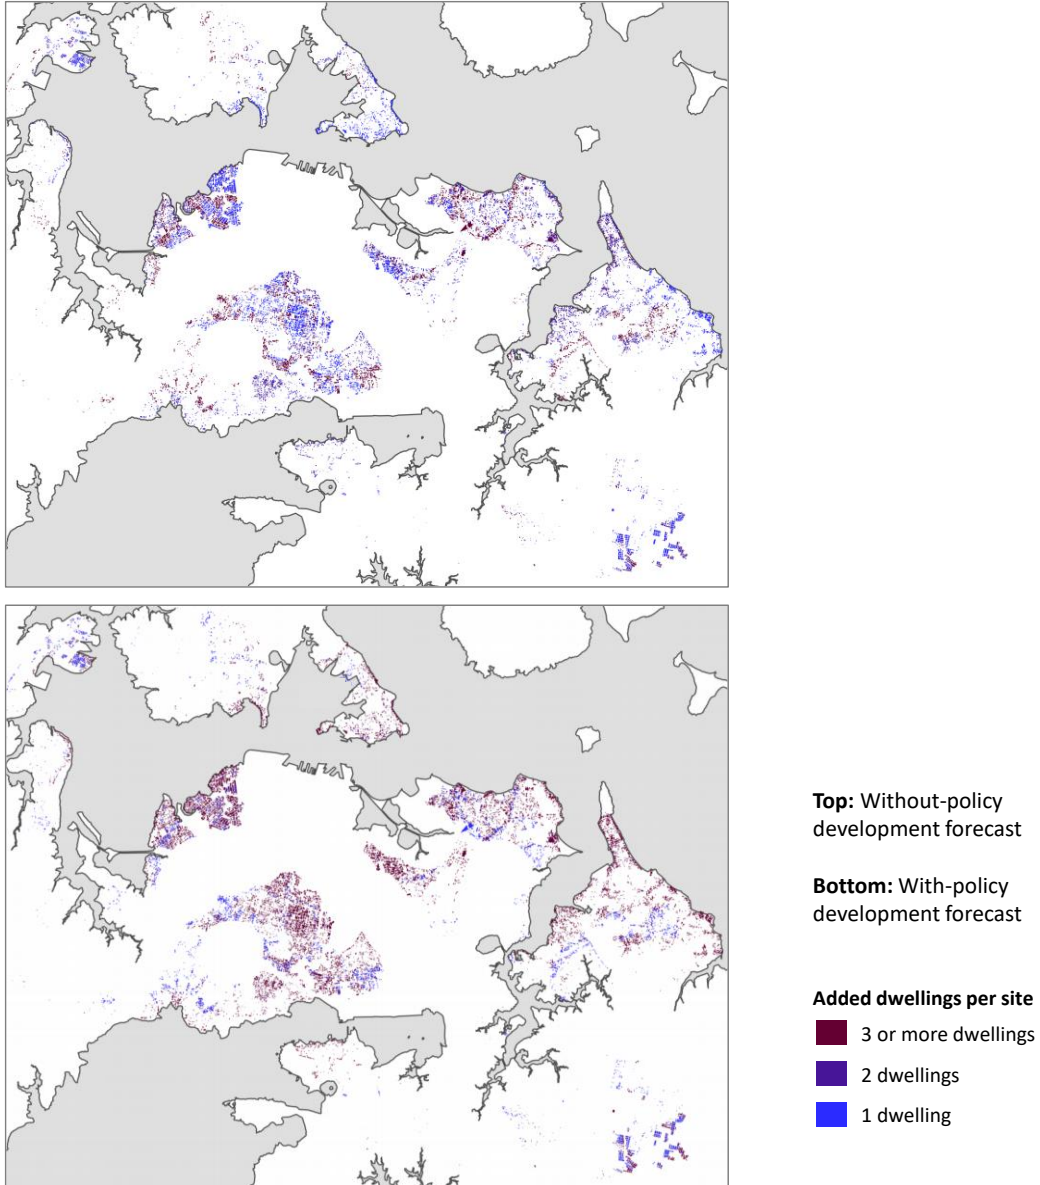 Top: Without-policy
development forecast
Bottom: With-policy
development forecast
Added dwellings per site
3 or more dwellings
2 dwellings
1 dwelling